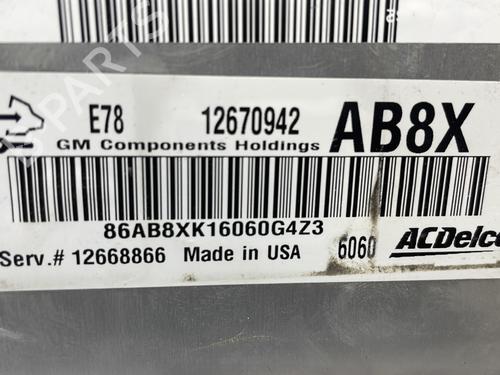 E78 12670942 AB8X
GM Components Holdings
86AB8XK16060G4Z3
Serv.# 12668866 Made in USA 6060 ACDelco